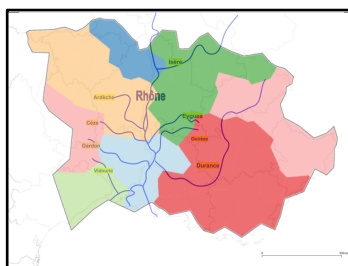 Isère
Rhône
Ardèche
Cèze
Eygues
Ouvèze
Gardon
Durance
Vidourle